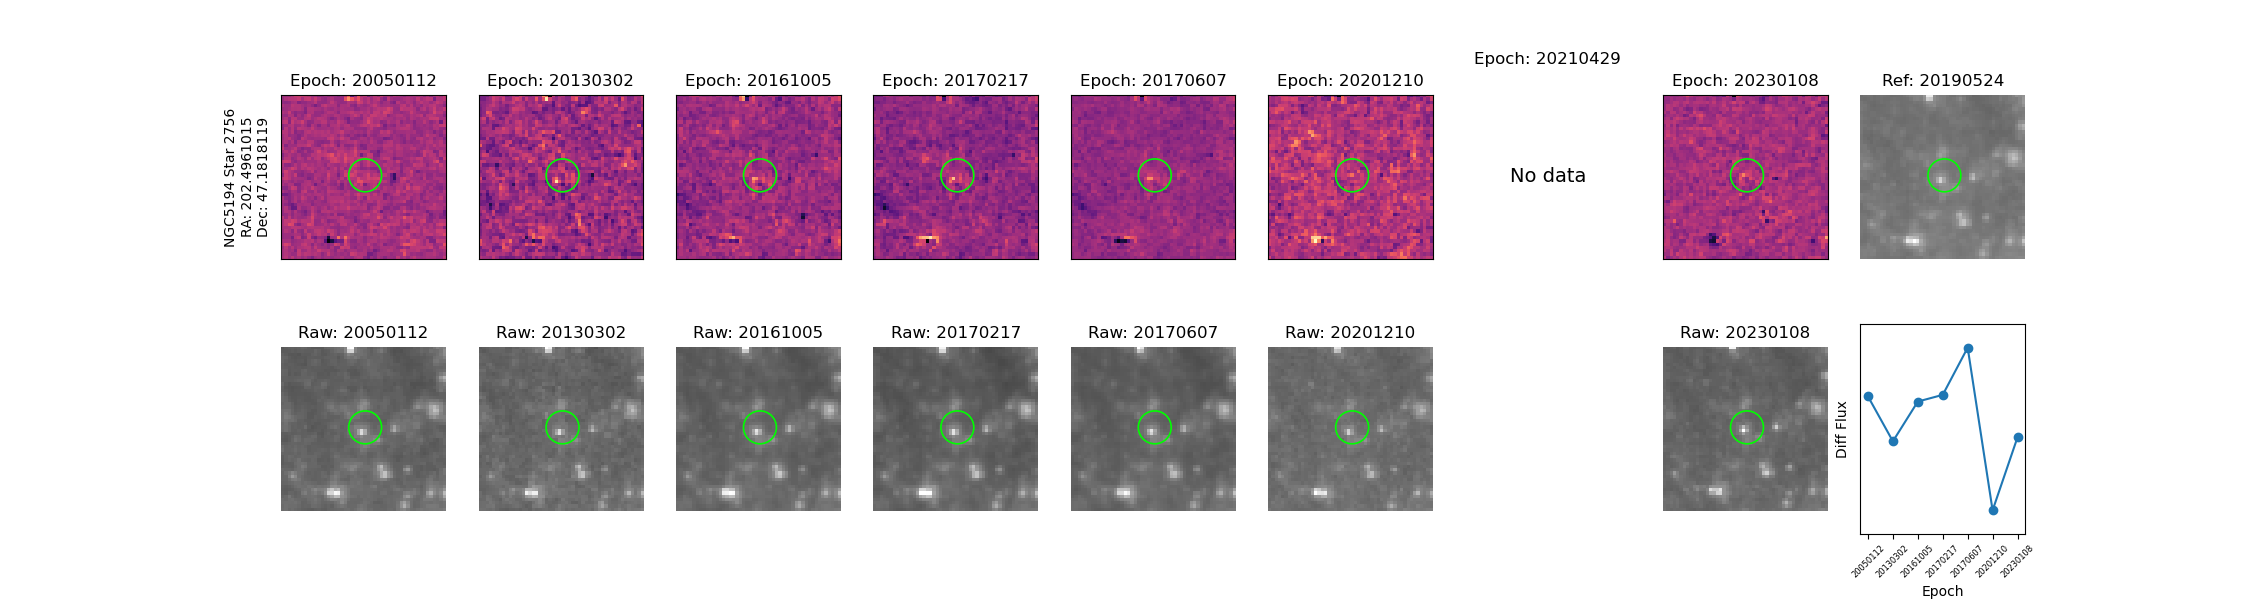 Epoch: 20210429
Epoch: 20050112
Epoch: 20130302
Epoch: 20161005
Epoch: 20170217
Epoch: 20170607
Epoch: 20201210
Epoch: 20230108
Ref: 20190524
NGC5194 Star 2756
RA: 202.4961015
Dec: 47.1818119
No data
Raw: 20050112
Raw: 20130302
Raw: 20161005
Raw: 20170217
Raw: 20170607
Raw: 20201210
Raw: 20230108
Diff Flux
20050112
20130302
20161005
20170217
20170607
20201210
20230108
Epoch